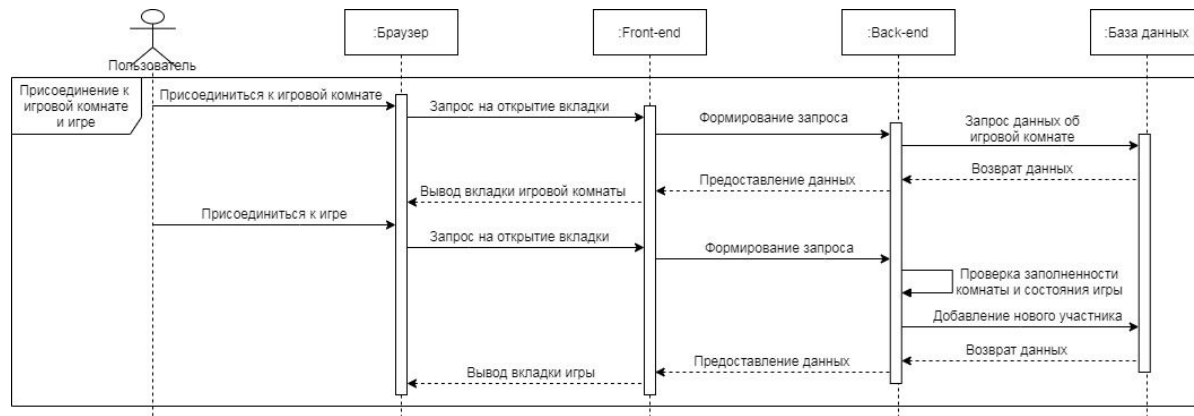 :Браузер
:Front-end
:Back-end
:База данных
Пользователь
Присоединение к
игровой комнате
и игре
Присоединиться к игровой комнате
Запрос на открытие вкладки
Формирование запроса
Запрос данных об
игровой комнате
Возврат данных
Предоставление данных
Вывод вкладки игровой комнаты
Присоединиться к игре
Запрос на открытие вкладки
Формирование запроса
Проверка заполненности
комнаты и состояния игры
Добавление нового участника
Возврат данных
Предоставление данных
Вывод вкладки игры